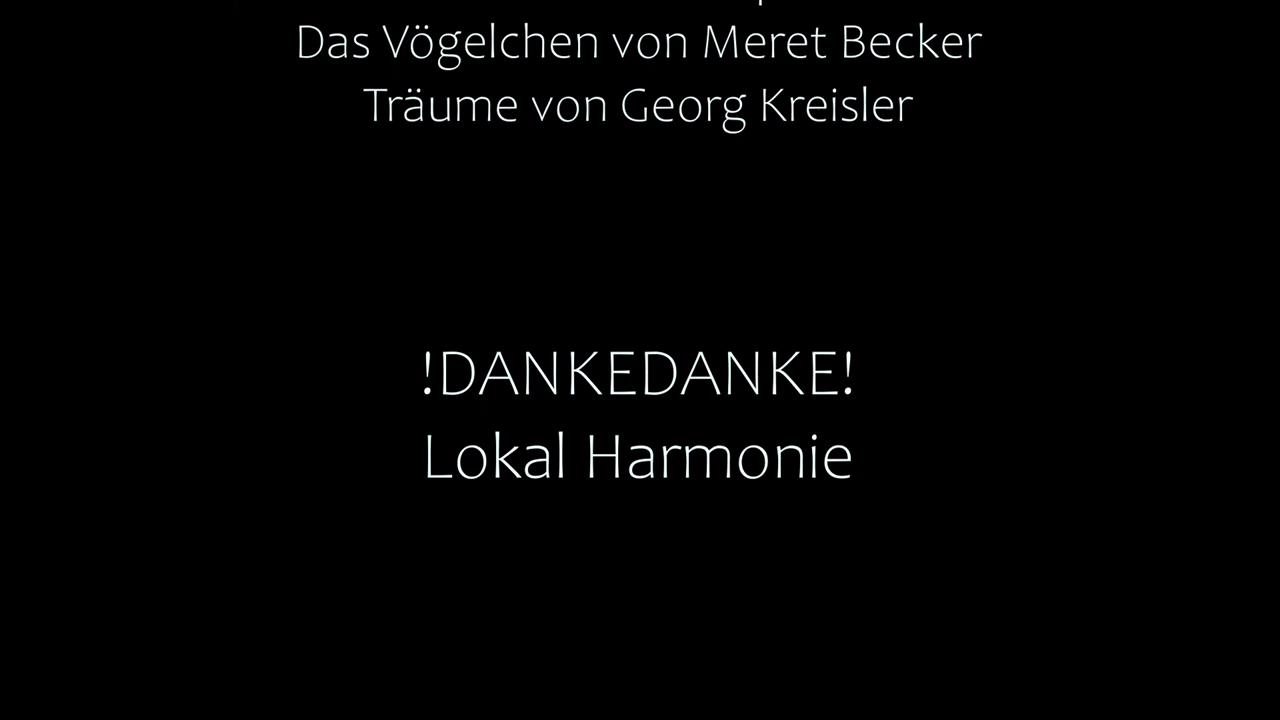 Das Vögelchen von Meret Becker
Träume von Georg Kreisler
!DANKEDANKE!
Lokal Harmonie